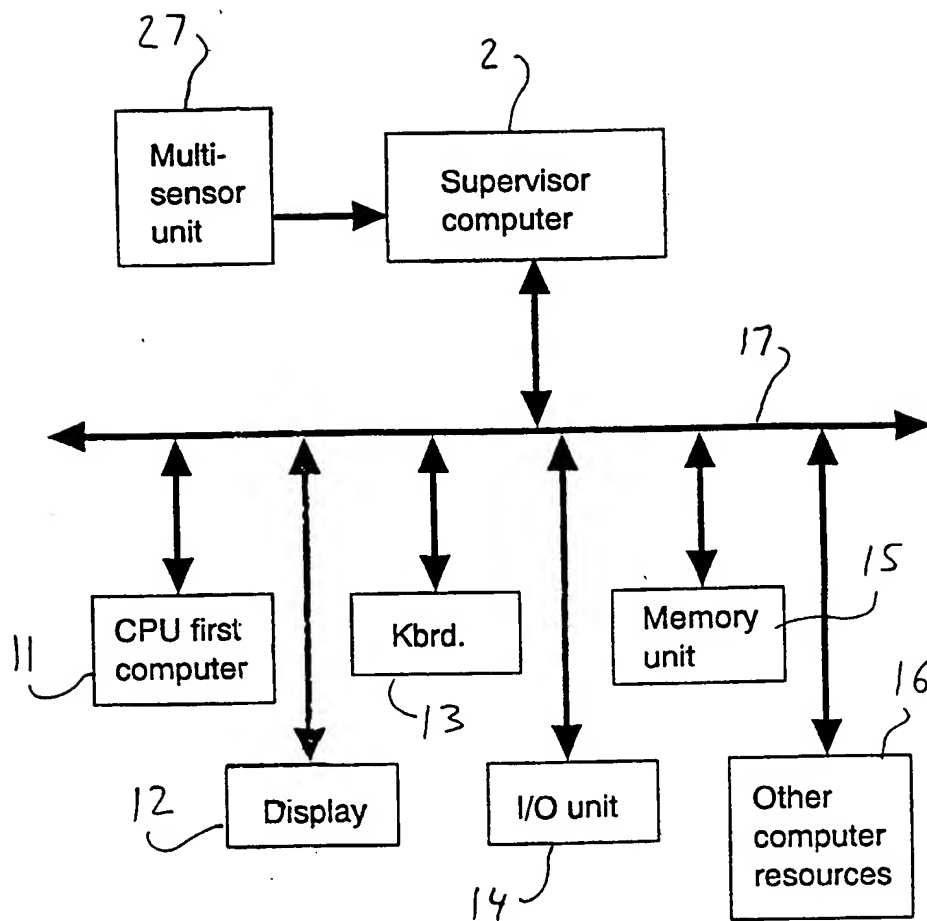 27
2
Multi-
sensor
unit
Supervisor
computer
17
CPU first
computer
11
Kbrd.
13
Memory
unit
15
16
Display
12
I/O unit
14
Other
computer
resources